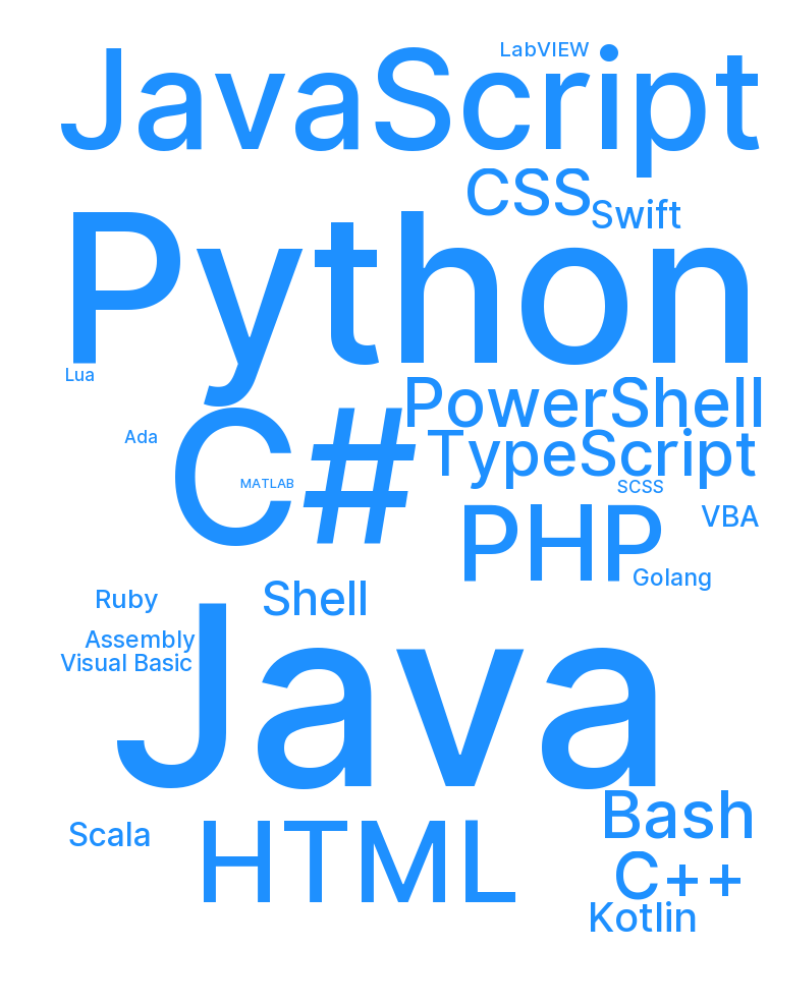 LabVIEW
JavaScript
CSS
Swift
Python
Lua
PowerShell
Ada
C#
TypeScript
MATLAB
SCSS
PHP
VBA
Golang
Ruby
Shell
Assembly
Visual Basic
Java
Bash
Scala
HTML
C++
Kotlin